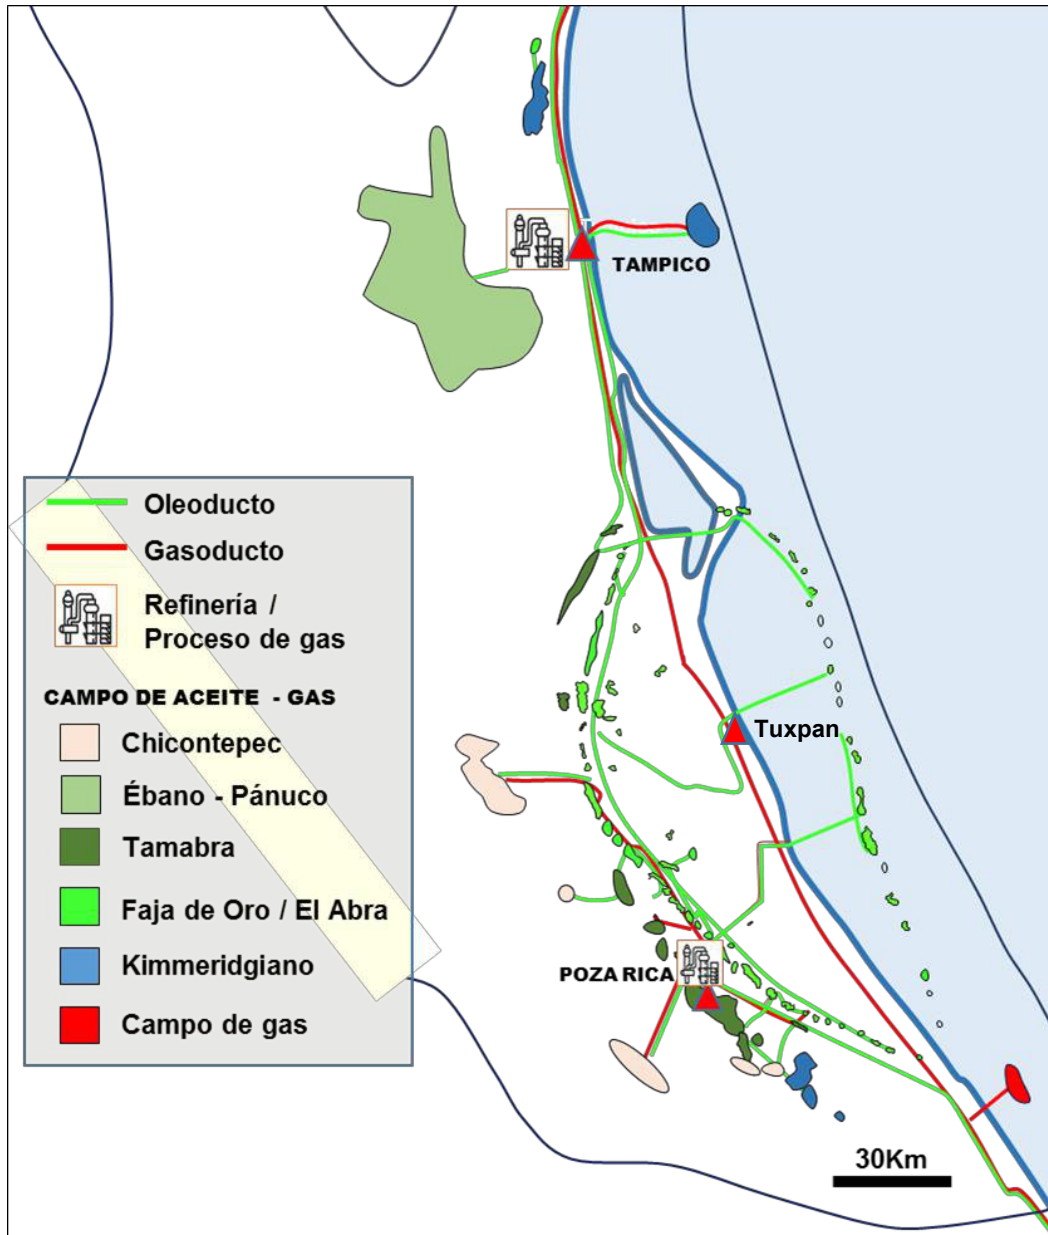 TAMPICO
Oleoducto
Gasoducto
Refinería /
Proceso de gas
CAMPO DE ACEITE - GAS
Chicontepec
Ébano - Pánuco
Tamabra
Faja de Oro / El Abra
Kimmeridgiano
Campo de gas
Tuxpan
POZA RICA
30Km